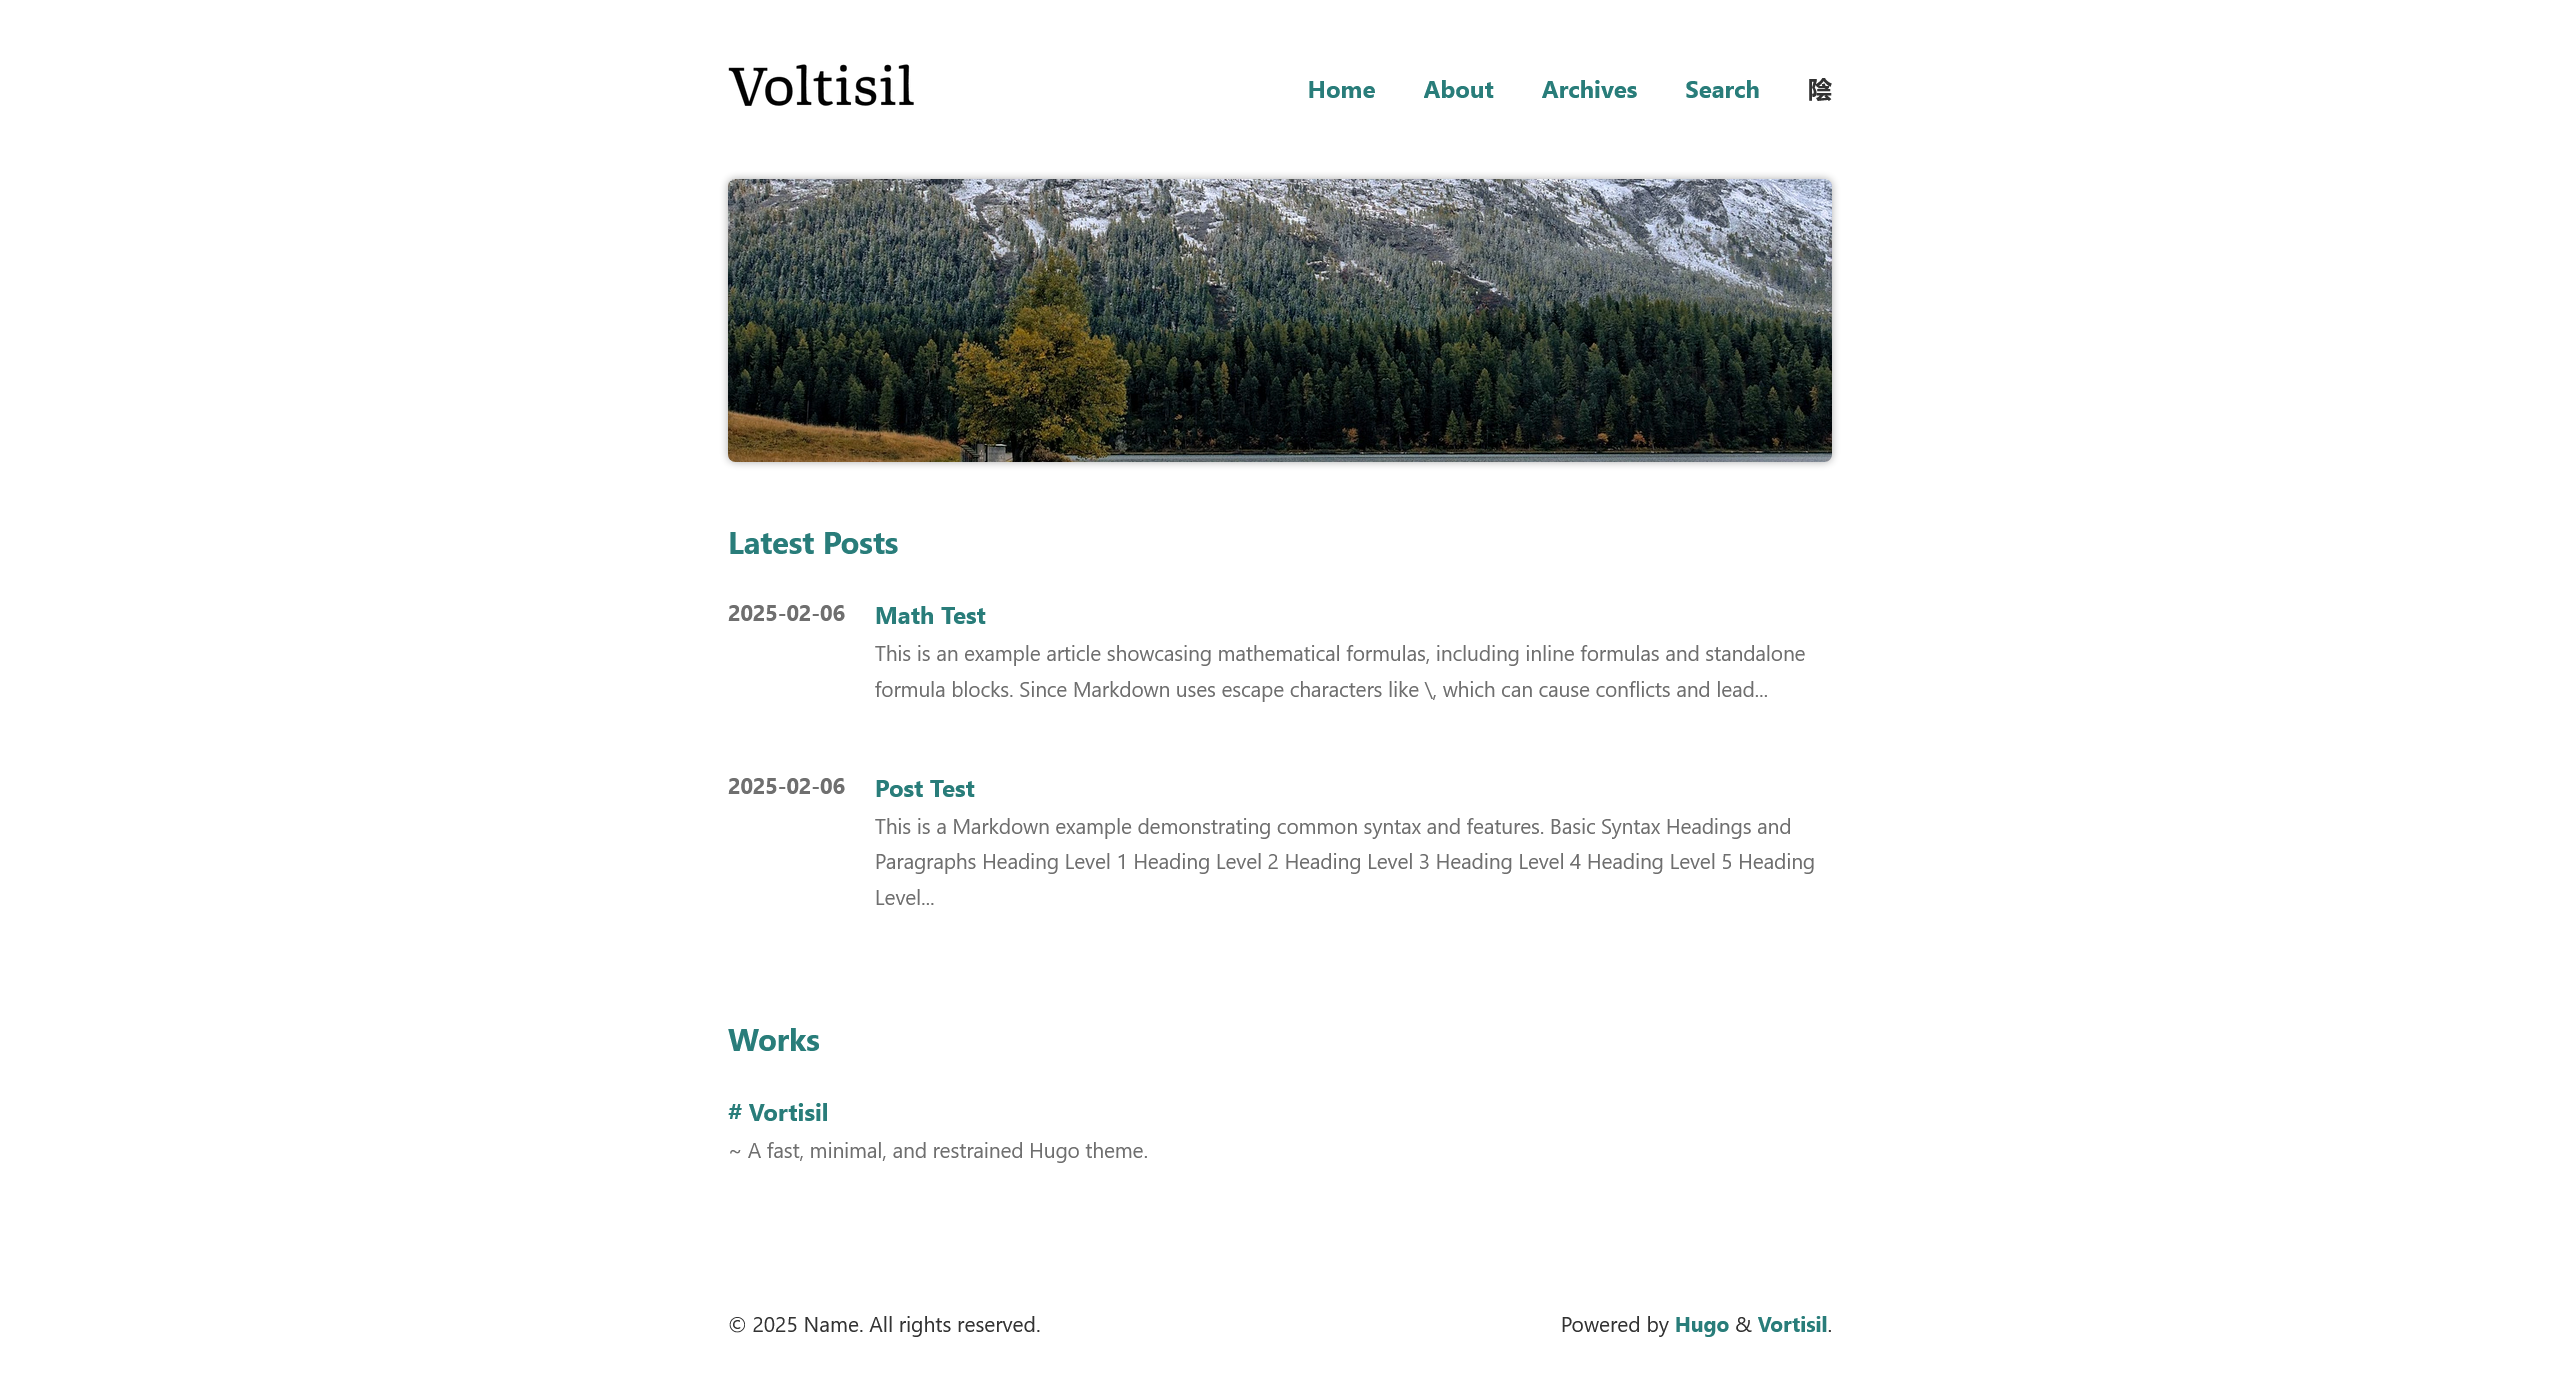 Voltisil
Home About Archives Search 陰
Latest Posts
2025-02-06 Math Test
This is an example article showcasing mathematical formulas, including inline formulas and standalone
formula blocks. Since Markdown uses escape characters like \, which can cause conflicts and lead...
2025-02-06 Post Test
This is a Markdown example demonstrating common syntax and features. Basic Syntax Headings and
Paragraphs Heading Level 1 Heading Level 2 Heading Level 3 Heading Level 4 Heading Level 5 Heading
Level...
Works
# Vortisil
~ A fast, minimal, and restrained Hugo theme.
© 2025 Name. All rights reserved. Powered by Hugo & Vortisil.